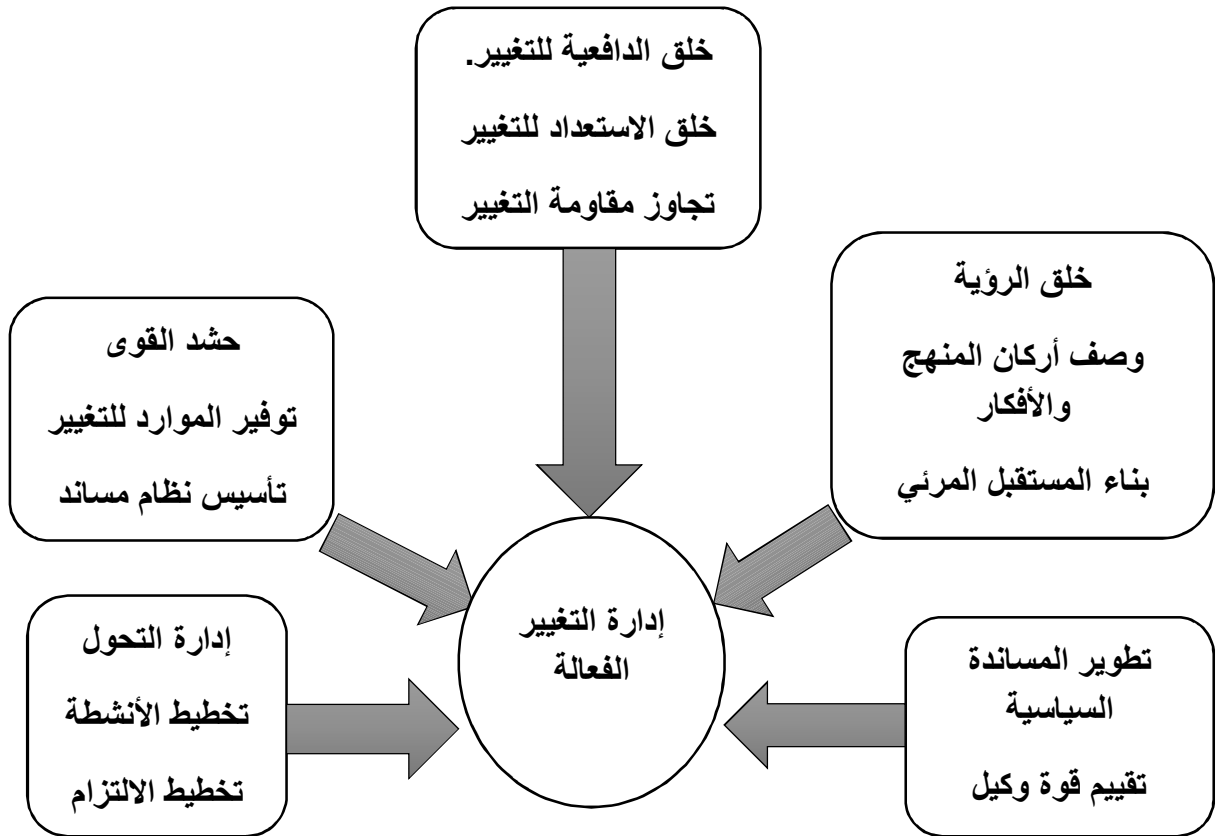 خلق الدافعية للتغيير.
خلق الاستعداد للتغيير
تجاوز مقاومة التغيير
خلق الرؤية
وصف أركان المنهج
والأفكار
بناء المستقبل المرئي
حشد القوى
توفير الموارد للتغيير
تأسيس نظام مساند
إدارة التغيير
الفعالة
تطوير المساندة
السياسية
تقييم قوة وكيل
إدارة التحول
تخطيط الأنشطة
تخطيط الالتزام